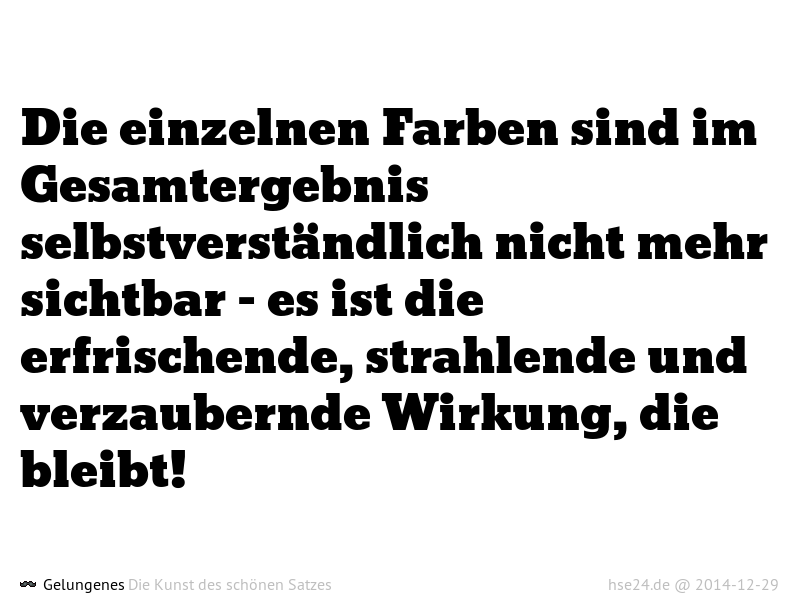 Die einzelnen Farben sind im
Gesamtergebnis
selbstverständlich nicht mehr
sichtbar - es ist die
erfrischende, strahlende und
verzaubernde Wirkung, die
bleibt!
Gelungenes Die Kunst des schönen Satzes
hse24.de @ 2014-12-29